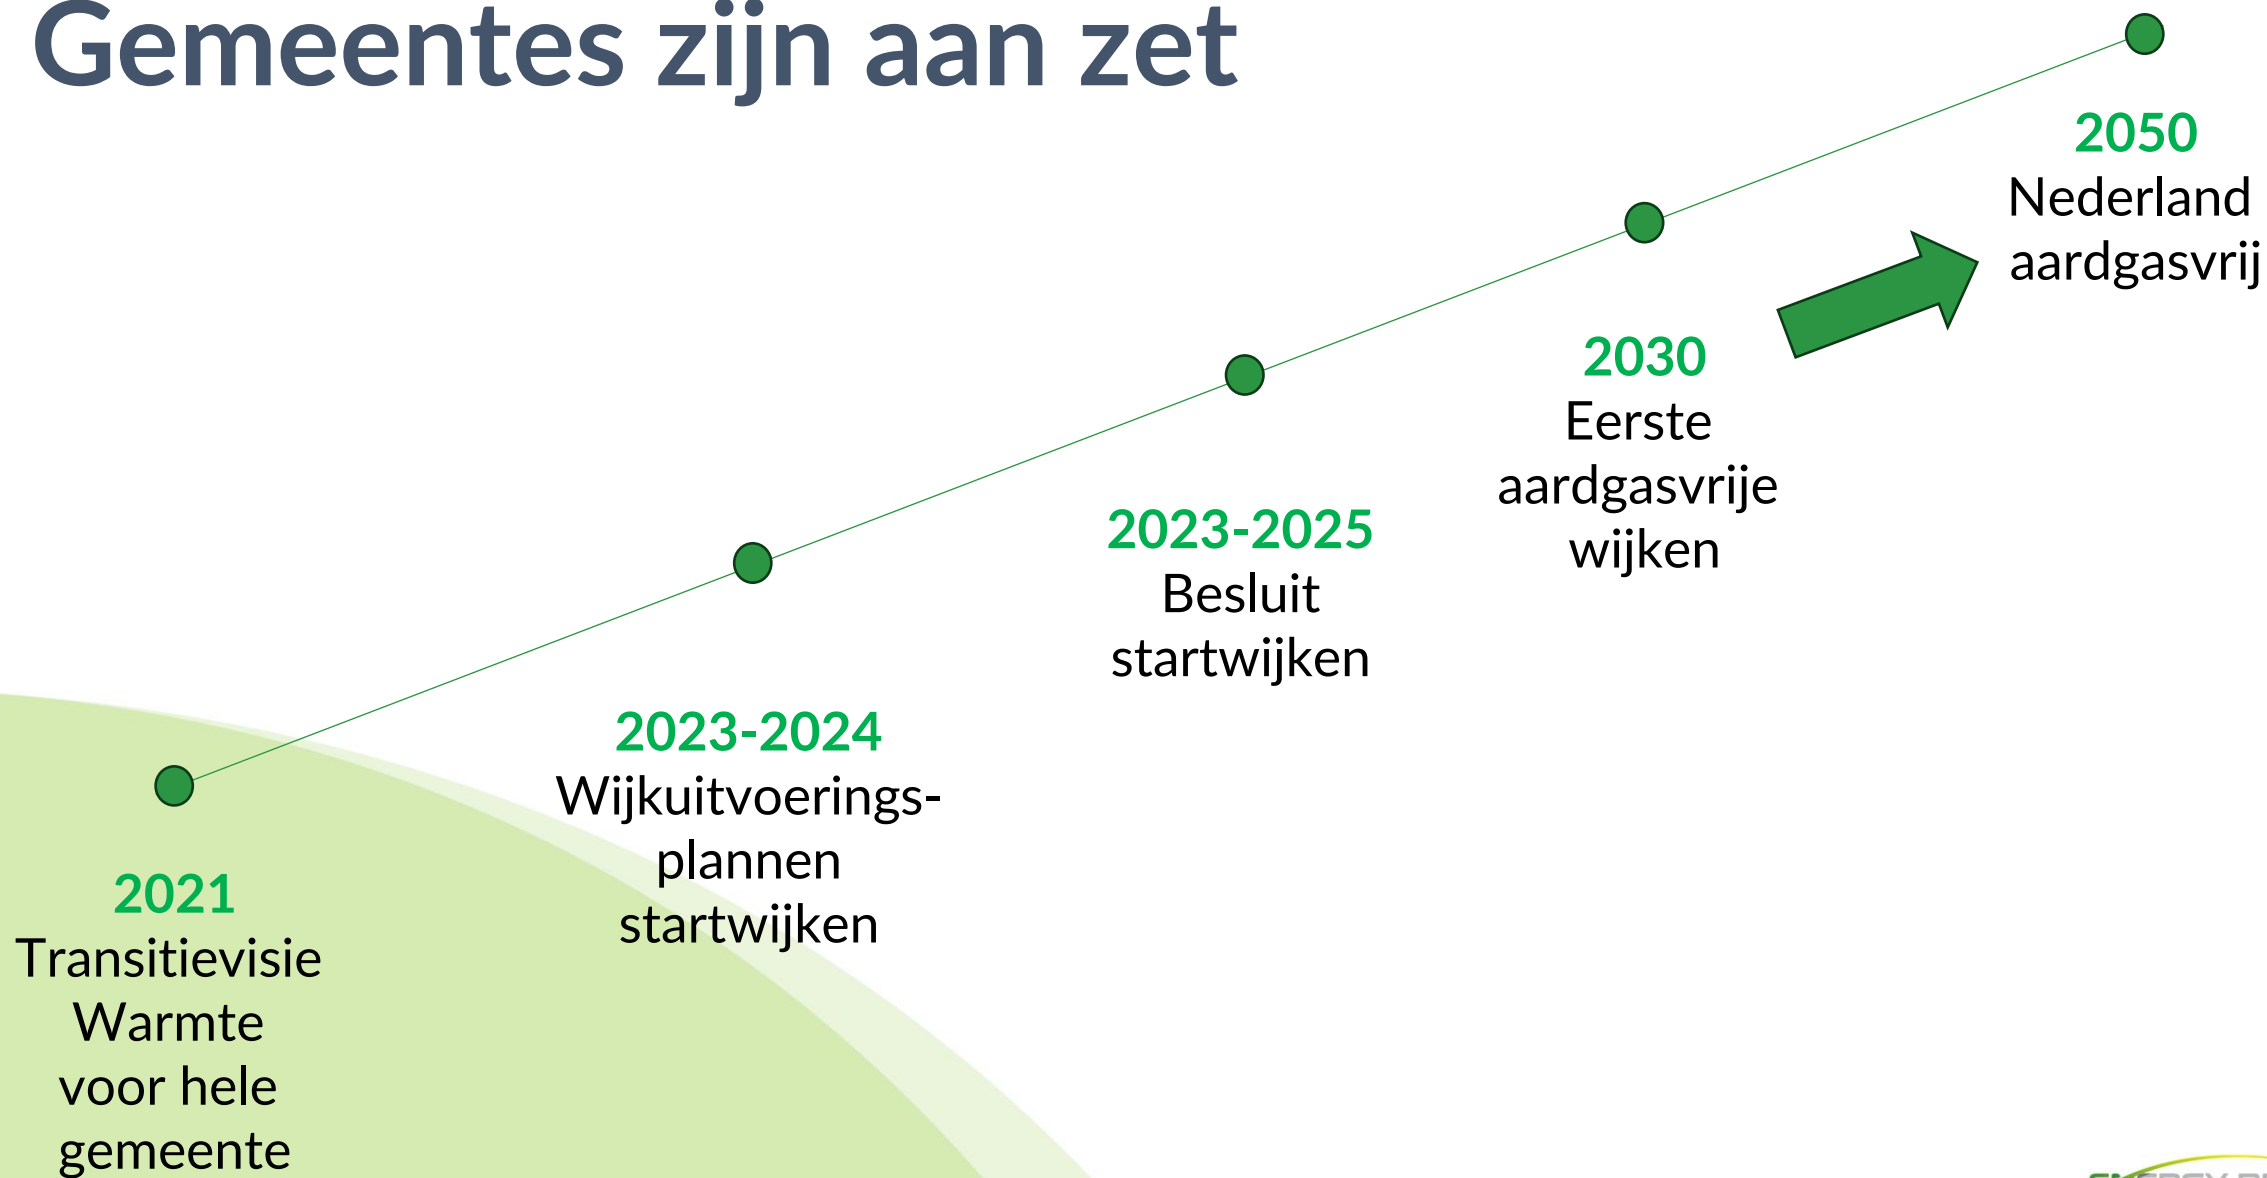 Gemeentes zijn aan zet
2021
Transitievisie
Warmte
voor hele
gemeente
2023-2024
Wijkuitvoerings-
plannen
startwijken
2023-2025
Besluit
startwijken
2030
Eerste
aardgasvrije
wijken
2050
Nederland
aardgasvrij